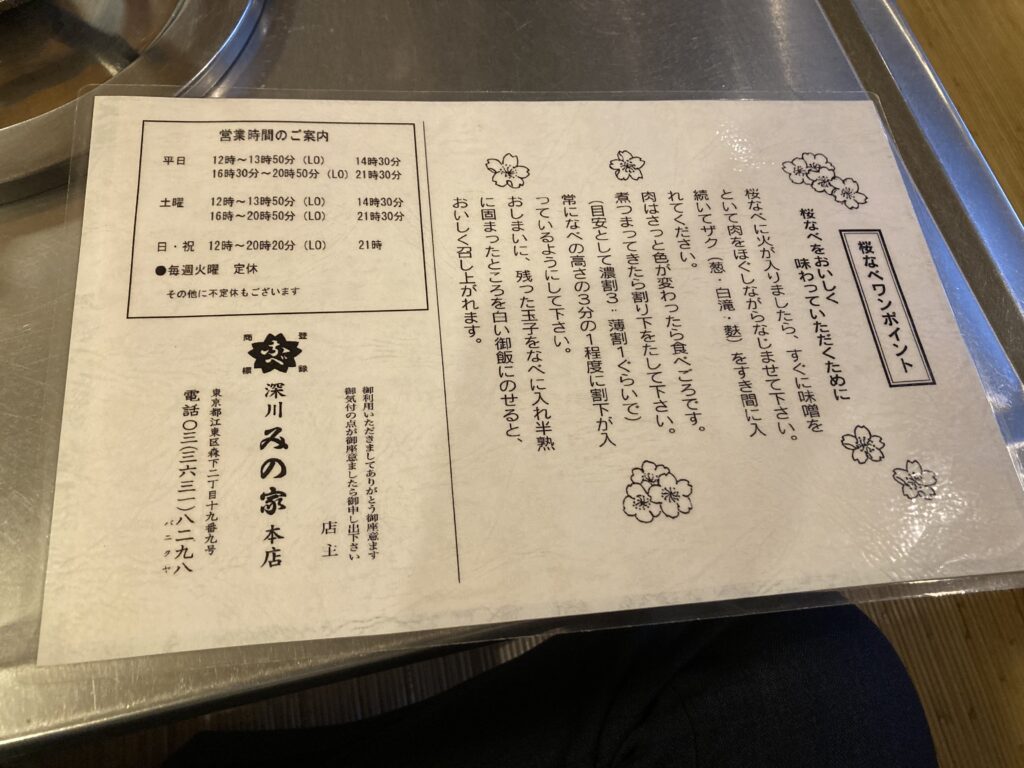 桜なべワンポイント
桜なべをおいしく
味わっていただくために
桜なべに火が入りましたら、すぐに味噌を
といて肉をほぐしながらなじませて下さい。
続いてザク(葱・白滝・麩)をすき間に入
れてください。
肉はさっと色が変わったら食べごろです。
煮つまってきたら割り下をたして下さい。
(目安として濃割3:薄割1ぐらいで)
常になべの高さの3分の1程度に割下が入
っているようにして下さい。
おしまいに、残った玉子をなべに入れ半熟
に固まったところを白い御飯にのせると、
おいしく召し上がれます。
営業時間のご案内
平日 12時~13時50分(LO) 14時30分
16時30分~20時50分(LO) 21時30分
土曜 12時~13時50分(LO) 14時30分
16時~20時50分(LO) 21時30分
日・祝 12時~20時20分(LO) 21時
●毎週火曜 定休
その他に不定休もございます
御利用いただきましてありがとう御座意ます
御気付の点が御座意ましたら御申し出下さい
店主
登録
商標
深川 みの家 本店
東京都江東区森下二丁目十九番九号
電話〇三(三六三一)八二九八
バニクヤ